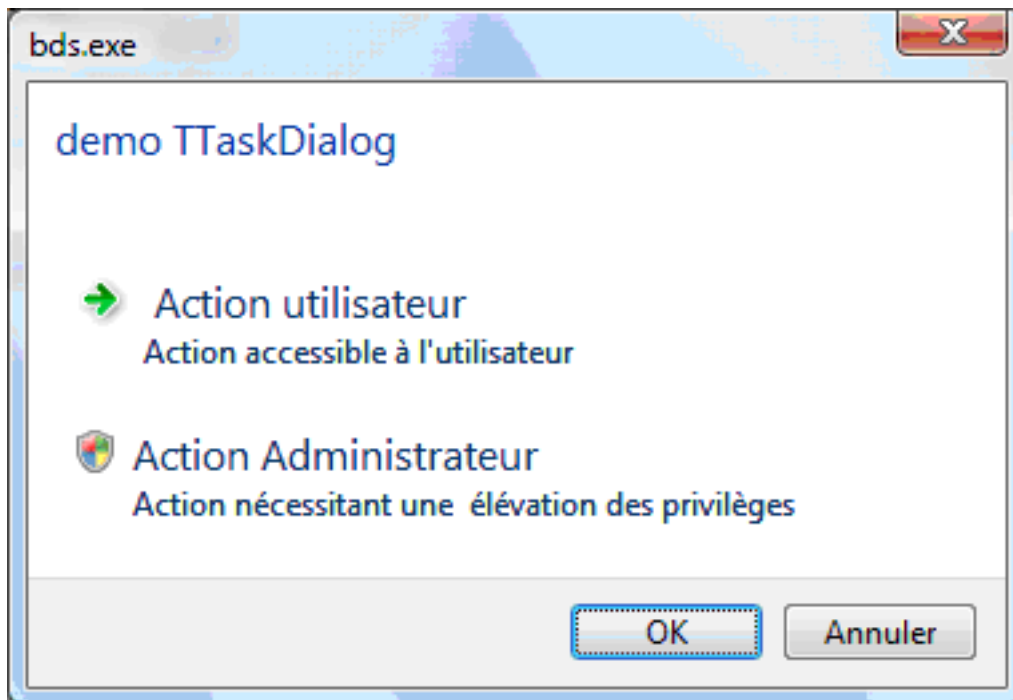 bds.exe
demo TTaskDialog
Action utilisateur
Action accessible à l'utilisateur
Action Administrateur
Action nécessitant une  élévation des privilèges
OK Annuler